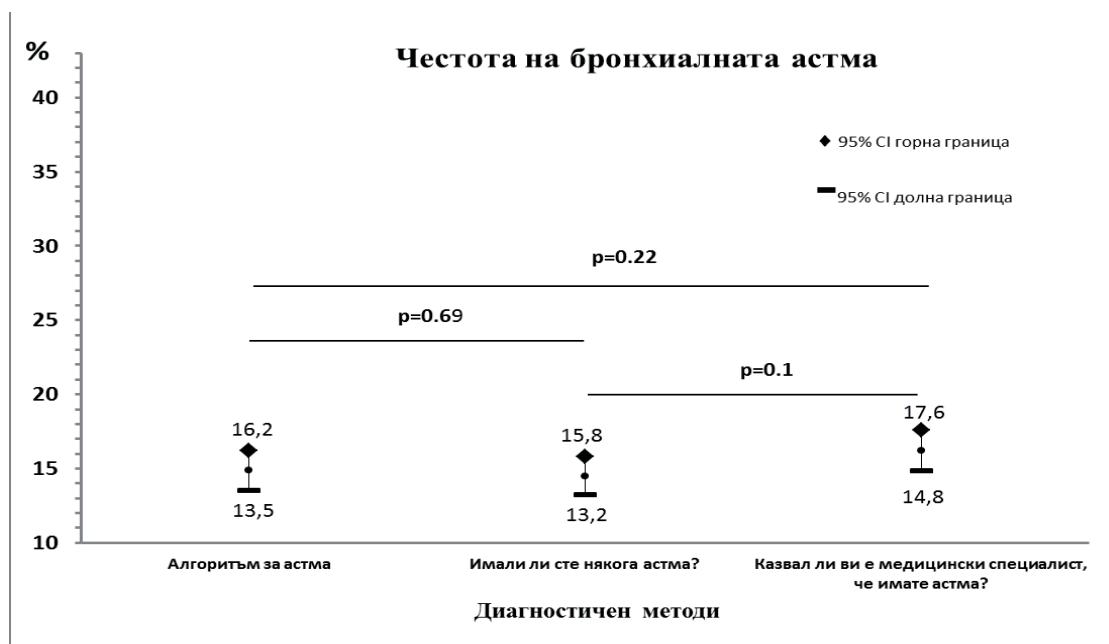 %
Честота на бронхиалната астма
40
95% CI горна граница
35
95% CI долна граница
30
p=0.22
25
p=0.69
p=0.1
20
16,2
15,8
17,6
15
13,5
13,2
14,8
10
Алгоритъм за астма
Имали ли сте някога астма?
Казвал ли ви е медицински специалист,
че имате астма?
Диагностичен методи